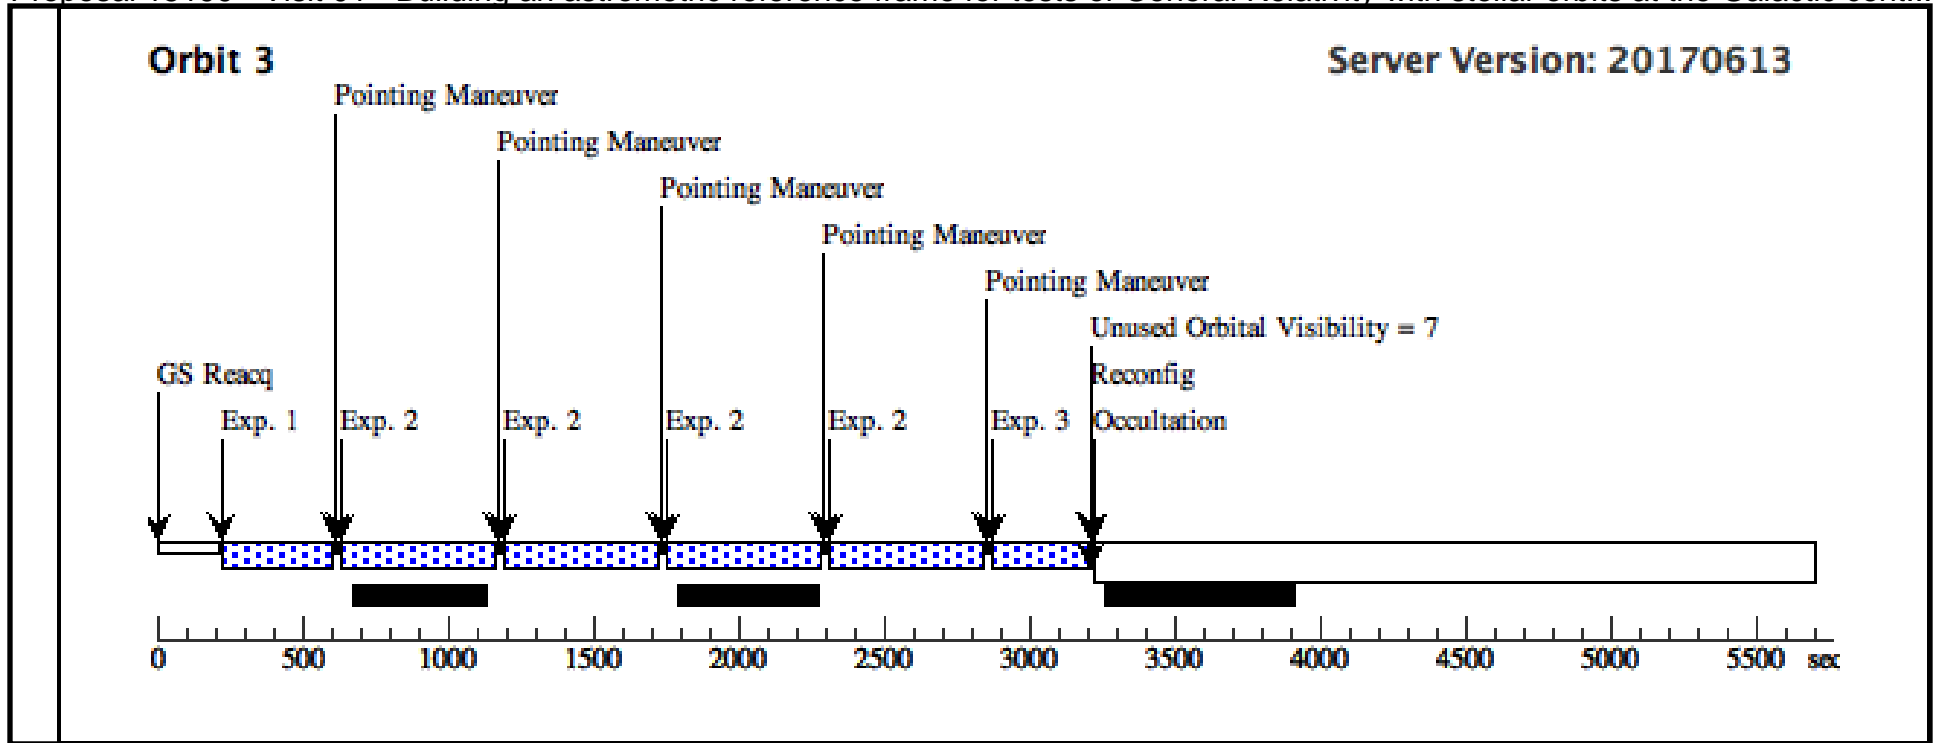 Orbit 3
Server Version: 20170613
Pointing Maneuver
Pointing Maneuver
Pointing Maneuver
Pointing Maneuver
Pointing Maneuver
Unused Orbital Visibility = 7
GS Reacq
Reconfig
Exp. 1
Exp. 2
Exp. 2
Exp. 2
Exp. 2
Exp. 3
Occultation
0
500
1000
1500
2000
2500
3000
3500
4000
4500
5000
5500
sec